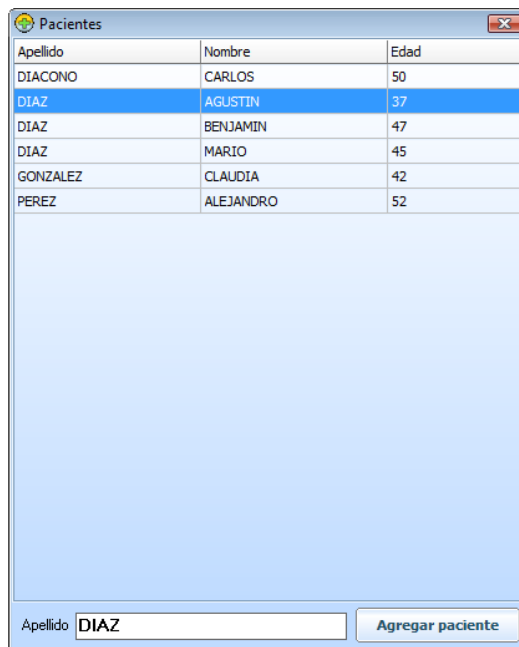 Pacientes
Apellido Nombre Edad
DIACONO CARLOS 50
DIAZ AGUSTIN 37
DIAZ BENJAMIN 47
DIAZ MARIO 45
GONZALEZ CLAUDIA 42
PEREZ ALEJANDRO 52
Apellido DIAZ Agregar paciente